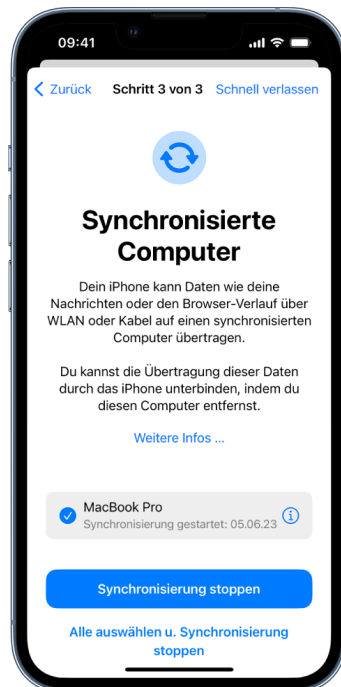 09:41
Zurück Schritt 3 von 3 Schnell verlassen
Synchronisierte
Computer
Dein iPhone kann Daten wie deine
Nachrichten oder den Browser-Verlauf über
WLAN oder Kabel auf einen synchronisierten
Computer übertragen.
Du kannst die Übertragung dieser Daten
durch das iPhone unterbinden, indem du
diesen Computer entfernst.
Weitere Infos ...
MacBook Pro
Synchronisierung gestartet: 05.06.23
Synchronisierung stoppen
Alle auswählen u. Synchronisierung
stoppen